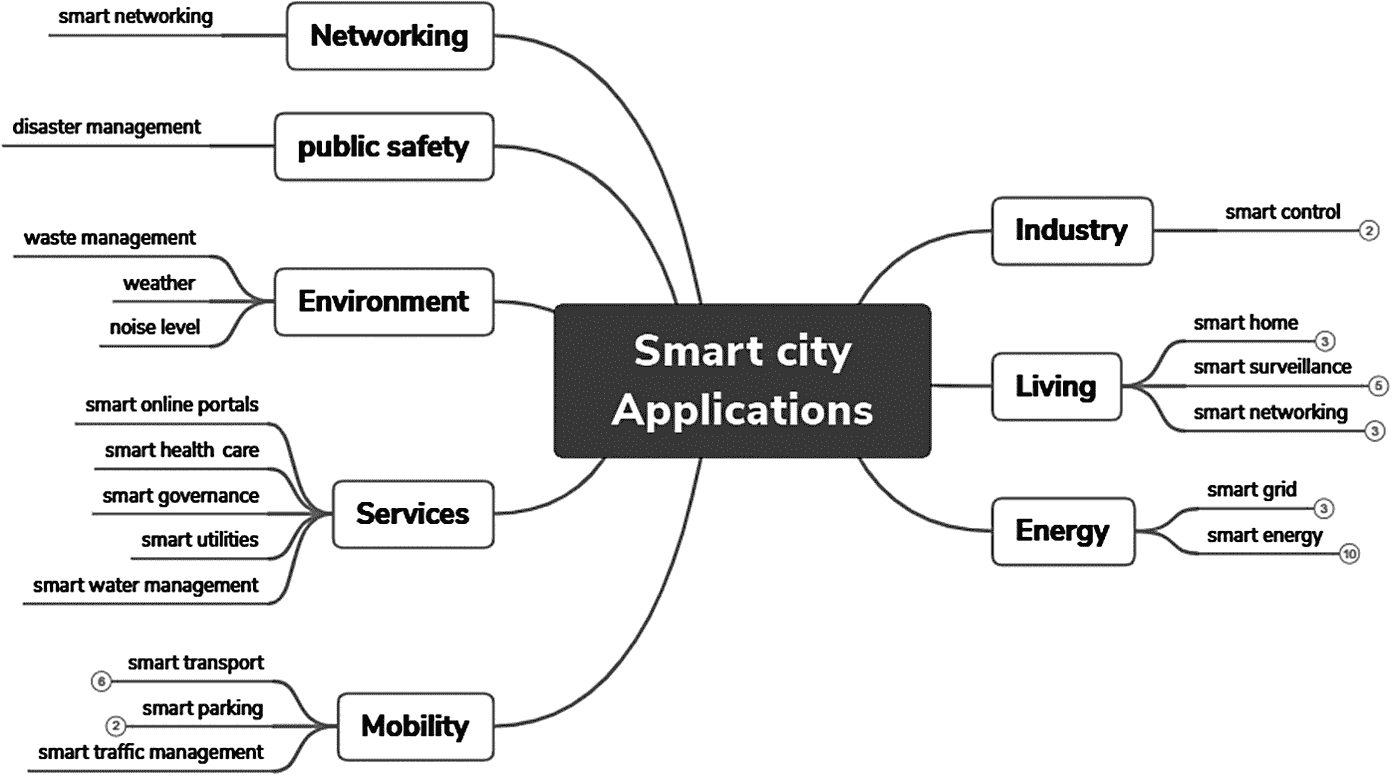 smart networking
Networking
disaster management
public safety
waste management
weather
noise level
Environment
smart online portals
smart health care
smart governance
smart utilities
smart water management
Services
smart transport
6
smart parking
2
smart traffic management
Mobility
Smart city
Applications
Industry
smart control
2
Living
smart home
3
smart surveillance
5
smart networking
3
Energy
smart grid
3
smart energy
10